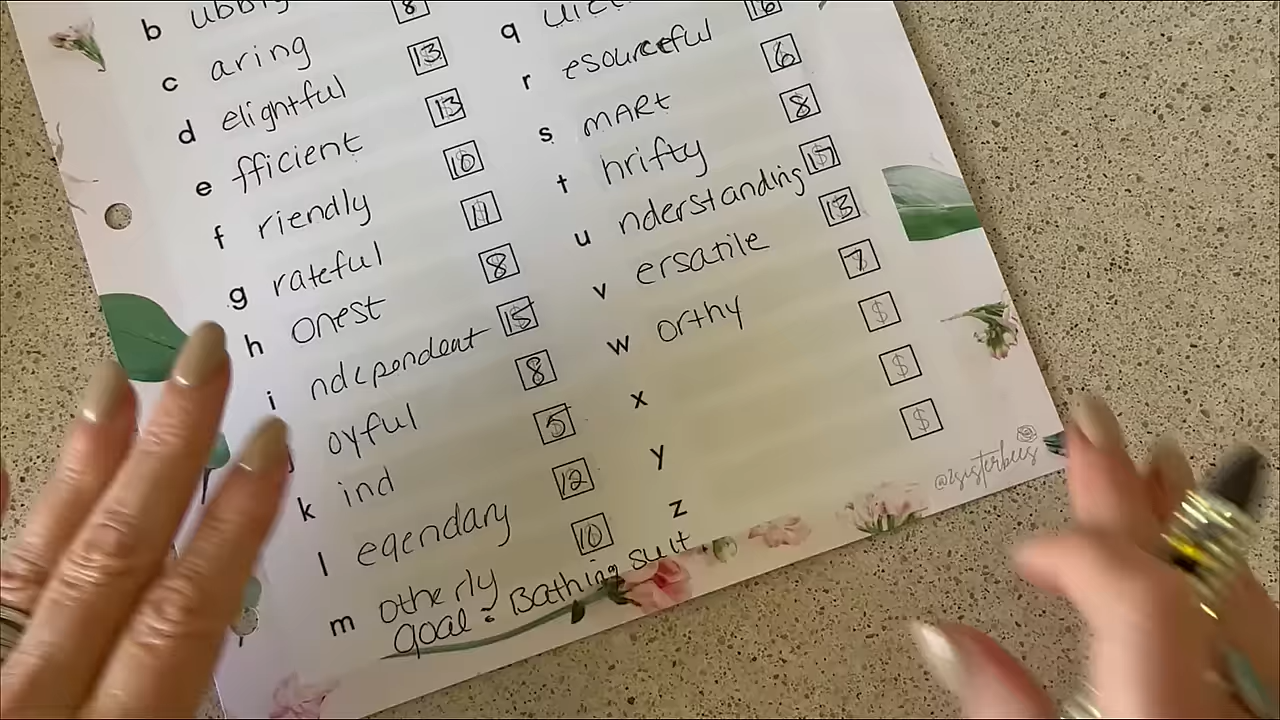 b ubbly 8
c aring 13
d elightful 13
e fficient 10
f riendly 11
g rateful 8
h onest 15
i ndependent 8
oyful 5
k ind 12
l egendary 10
m otherly
Goal: Bathing suit
q 16
r esourceful 6
s MARt 8
t hrifty 17
u nderstanding 13
v ersatile 7
w orthy $
x $
y $
z
@2sisterbees